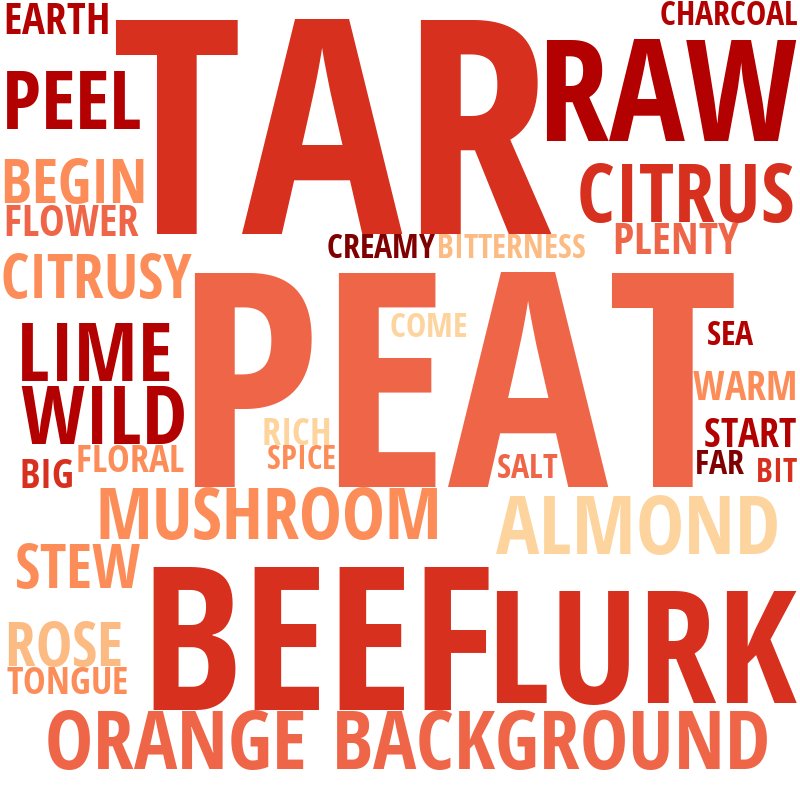 EARTH
CHARCOAL
TAR
RAW
PEEL
BEGIN
CITRUS
FLOWER
PLENTY
CREAMY
BITTERNESS
CITRUSY
PEAT
COME
LIME
SEA
WARM
WILD
RICH
START
BIG
FLORAL
SPICE
SALT
FAR
BIT
MUSHROOM
ALMOND
STEW
BEEF
LURK
ROSE
TONGUE
ORANGE
BACKGROUND